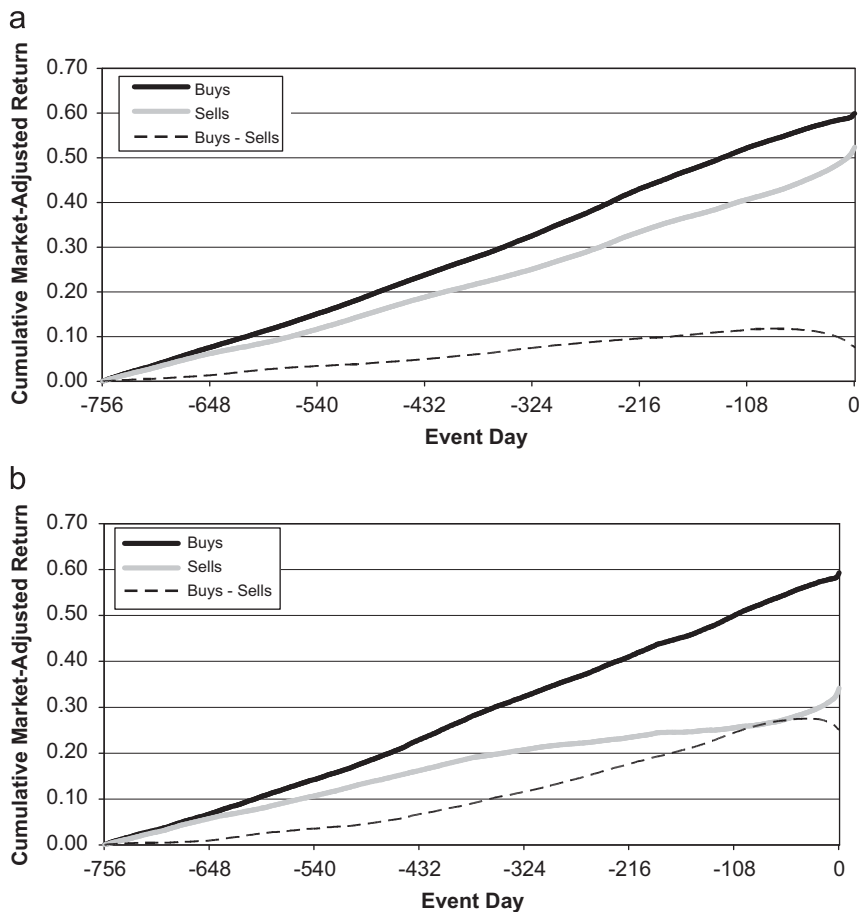 a
Cumulative Market-Adjusted Return
0.70
0.60
0.50
0.40
0.30
0.20
0.10
0.00
Buys
Sells
Buys - Sells
-756 -648 -540 -432 -324 -216 -108 0
Event Day
b
Cumulative Market-Adjusted Return
0.70
0.60
0.50
0.40
0.30
0.20
0.10
0.00
Buys
Sells
Buys - Sells
-756 -648 -540 -432 -324 -216 -108 0
Event Day